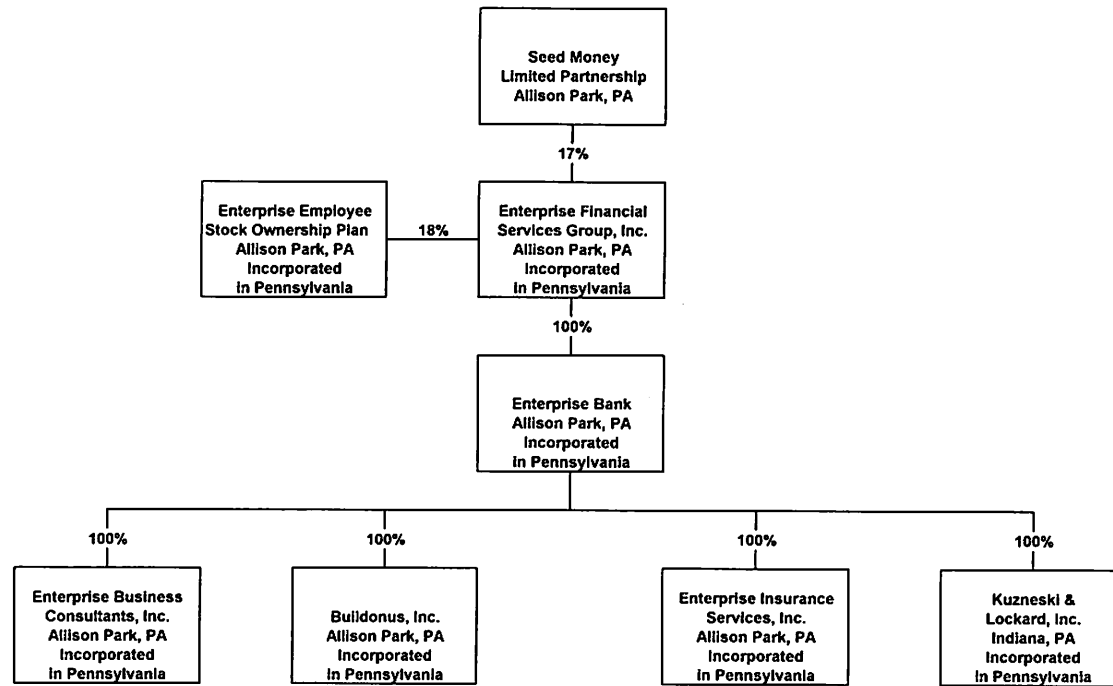 Seed Money
Limited Partnership
Allison Park, PA
17%
Enterprise Employee
Stock Ownership Plan
Allison Park, PA
Incorporated
in Pennsylvania
18%
Enterprise Financial
Services Group, Inc.
Allison Park, PA
Incorporated
in Pennsylvania
100%
Enterprise Bank
Allison Park, PA
Incorporated
in Pennsylvania
100%
100%
100%
100%
Enterprise Business
Consultants, Inc.
Allison Park, PA
Incorporated
in Pennsylvania
Buildonus, Inc.
Allison Park, PA
Incorporated
in Pennsylvania
Enterprise Insurance
Services, Inc.
Allison Park, PA
Incorporated
in Pennsylvania
Kuzneski &
Lockard, Inc.
Indiana, PA
Incorporated
in Pennsylvania